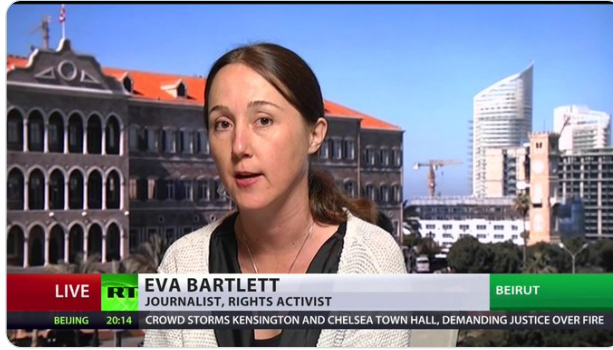 EVA BARTLETT
LIVE RT JOURNALIST, RIGHTS ACTIVIST BEIRUT
BEIJING 20:14 CROWD STORMS KENSINGTON AND CHELSEA TOWN HALL, DEMANDING JUSTICE OVER FIRE